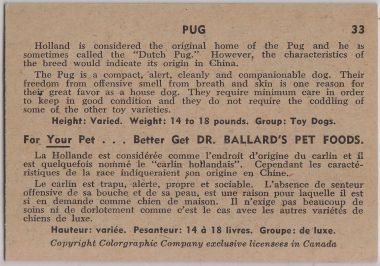 PUG 33
Holland is considered the original home of the Pug and he is
sometimes called the "Dutch Pug." However, the characteristics of
the breed would indicate its origin in China.
The Pug is a compact, alert, cleanly and companionable dog. Their
freedom from offensive smell from breath and skin is one reason for
their great favor as a house dog. They require minimum care in order
to keep in good condition and they do not require the coddling of
some of the other toy varieties.
Height: Varied. Weight: 14 to 18 pounds. Group: Toy Dogs.
For Your Pet . . . Better Get DR. BALLARD'S PET FOODS.
La Hollande est considérée comme l'endroit d'origine du carlin et il
est quelquefois nommé le "carlin hollandais". Cependant les caracté-
ristiques de la race indiqueraient son origine en Chine.
Le carlin est trapu, alerte, propre et sociable. L'absence de senteur
offensive de sa bouche et de sa peau, est une raison pour laquelle il est
si en demande comme chien de maison. Il n'exige pas beaucoup de
soins ni de dorlotement comme c'est le cas avec les autres variétés de
chiens de luxe.
Hauteur: variée. Pesanteur: 14 à 18 livres. Groupe: de luxe.
Copyright Colorgraphic Company exclusive licensees in Canada